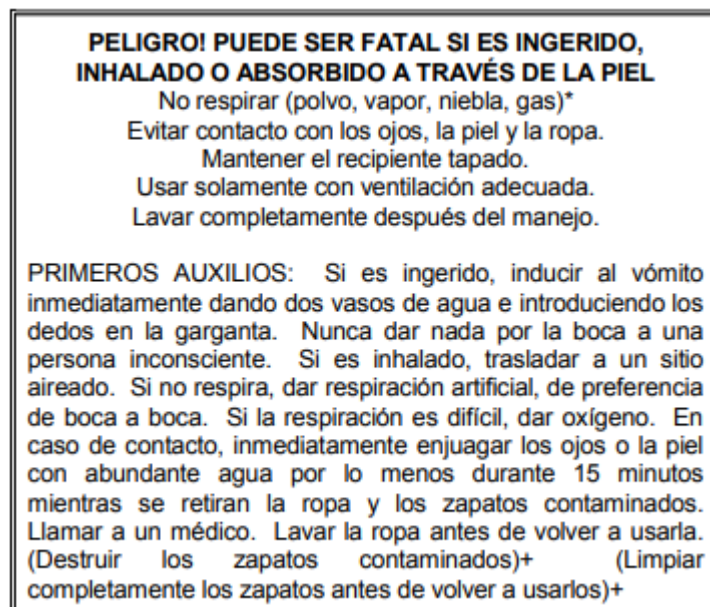 PELIGRO! PUEDE SER FATAL SI ES INGERIDO,
INHALADO O ABSORBIDO A TRAVÉS DE LA PIEL
No respirar (polvo, vapor, niebla, gas)*
Evitar contacto con los ojos, la piel y la ropa.
Mantener el recipiente tapado.
Usar solamente con ventilación adecuada.
Lavar completamente después del manejo.
PRIMEROS AUXILIOS: Si es ingerido, inducir al vómito
inmediatamente dando dos vasos de agua e introduciendo los
dedos en la garganta. Nunca dar nada por la boca a una
persona inconsciente. Si es inhalado, trasladar a un sitio
aireado. Si no respira, dar respiración artificial, de preferencia
de boca a boca. Si la respiración es difícil, dar oxígeno. En
caso de contacto, inmediatamente enjuagar los ojos o la piel
con abundante agua por lo menos durante 15 minutos
mientras se retiran la ropa y los zapatos contaminados.
Llamar a un médico. Lavar la ropa antes de volver a usarla.
(Destruir los zapatos contaminados)+ (Limpiar
completamente los zapatos antes de volver a usarlos)+